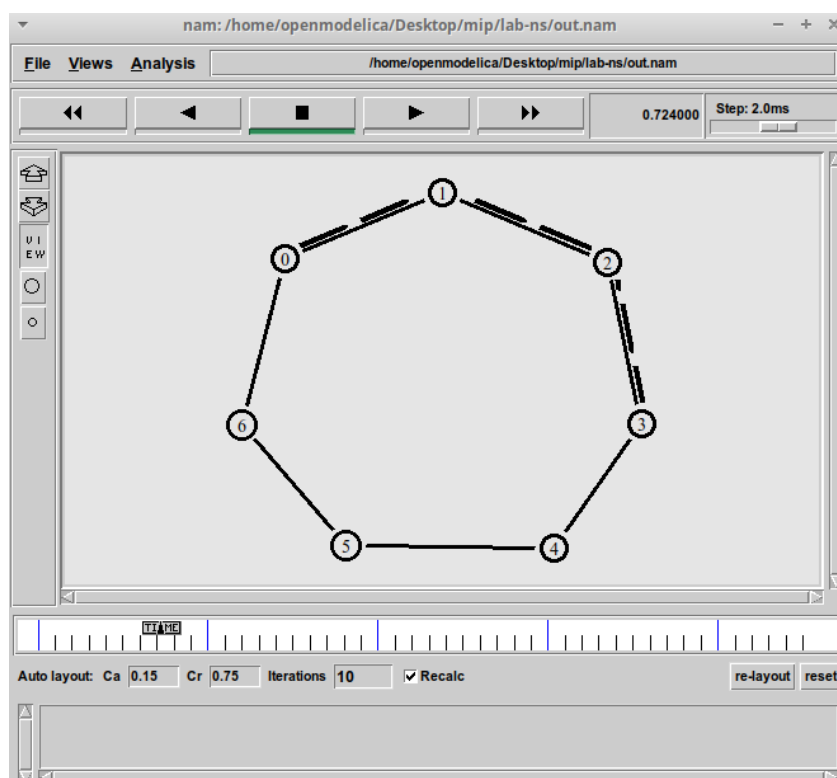 nam: /home/openmodelica/Desktop/mip/lab-ns/out.nam
File Views Analysis /home/openmodelica/Desktop/mip/lab-ns/out.nam
0.724000 Step: 2.0ms
V I
E W
1
0
2
6
3
5
4
TIME
Auto layout: Ca 0.15 Cr 0.75 Iterations 10 Recalc re-layout reset